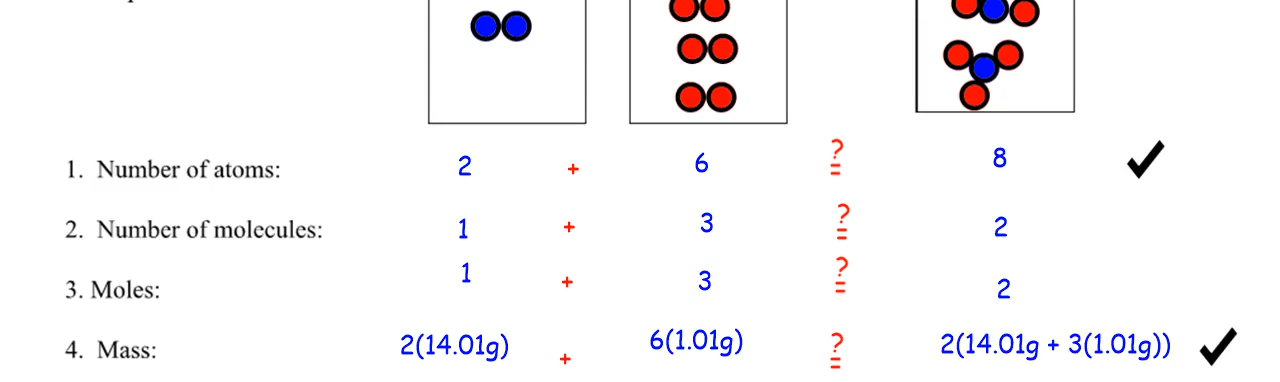 1. Number of atoms: 2 + 6 ? = 8 ✓
2. Number of molecules: 1 + 3 ? = 2
3. Moles: 1 + 3 ? = 2
4. Mass: 2(14.01g) + 6(1.01g) ? = 2(14.01g + 3(1.01g)) ✓